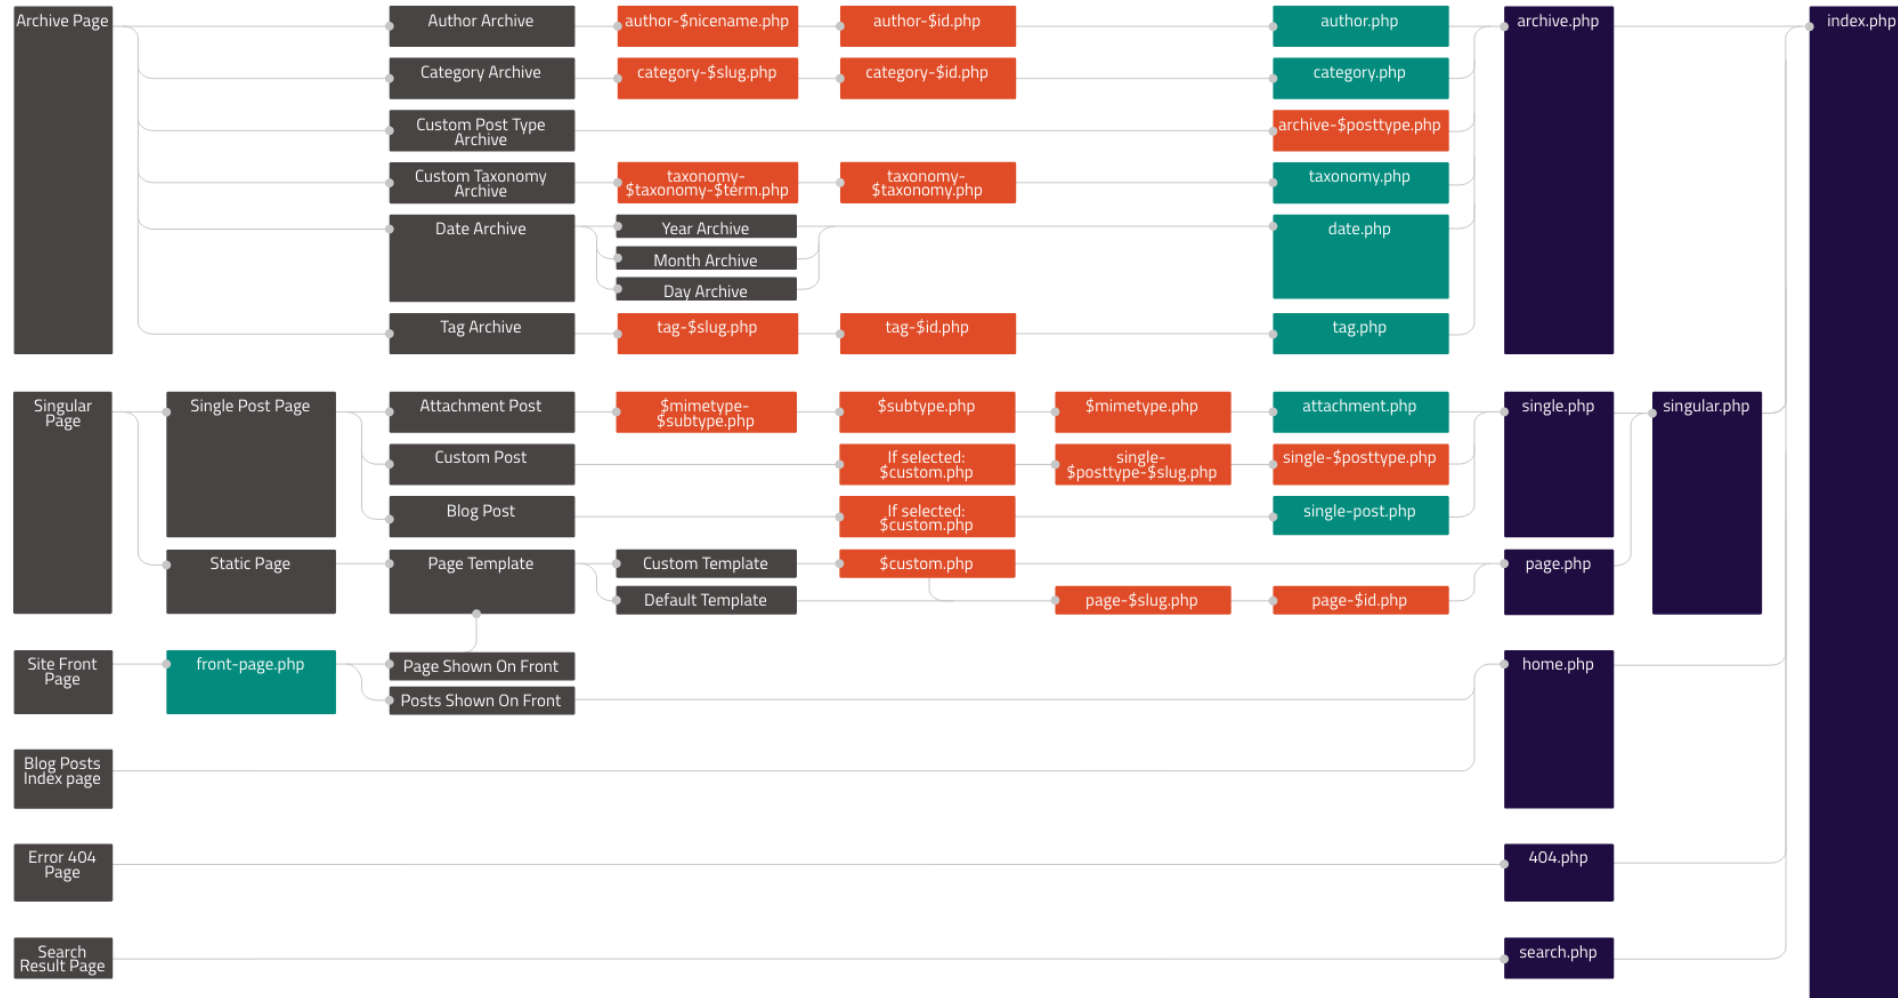 Archive Page
Author Archive
author-$nicename.php
author-$id.php
author.php
archive.php
index.php
Category Archive
category-$slug.php
category-$id.php
category.php
Custom Post Type
Archive
archive-$posttype.php
Custom Taxonomy
Archive
taxonomy-
$taxonomy-$term.php
taxonomy-
$taxonomy.php
taxonomy.php
Date Archive
Year Archive
Month Archive
Day Archive
date.php
Tag Archive
tag-$slug.php
tag-$id.php
tag.php
Singular
Page
Single Post Page
Attachment Post
$mimetype-
$subtype.php
$subtype.php
$mimetype.php
attachment.php
single.php
singular.php
Custom Post
If selected:
$custom.php
single-
$posttype-$slug.php
single-$posttype.php
Blog Post
If selected:
$custom.php
single-post.php
Static Page
Page Template
Custom Template
$custom.php
page.php
Default Template
page-$slug.php
page-$id.php
Site Front
Page
front-page.php
Page Shown On Front
Posts Shown On Front
home.php
Blog Posts
Index page
Error 404
Page
404.php
Search
Result Page
search.php